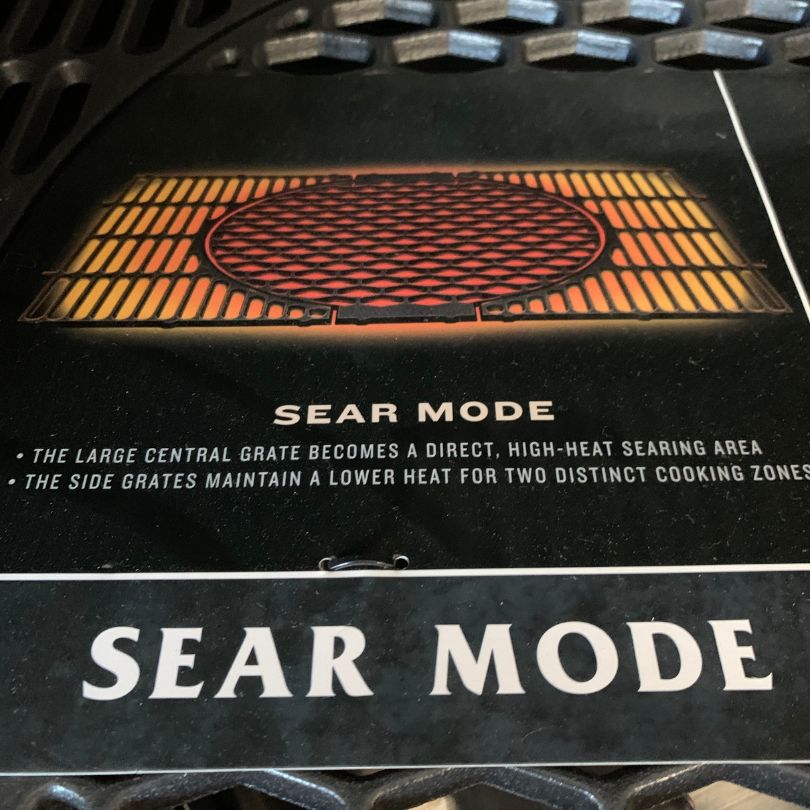 SEAR MODE
• THE LARGE CENTRAL GRATE BECOMES A DIRECT, HIGH-HEAT SEARING AREA
• THE SIDE GRATES MAINTAIN A LOWER HEAT FOR TWO DISTINCT COOKING ZONES
SEAR MODE